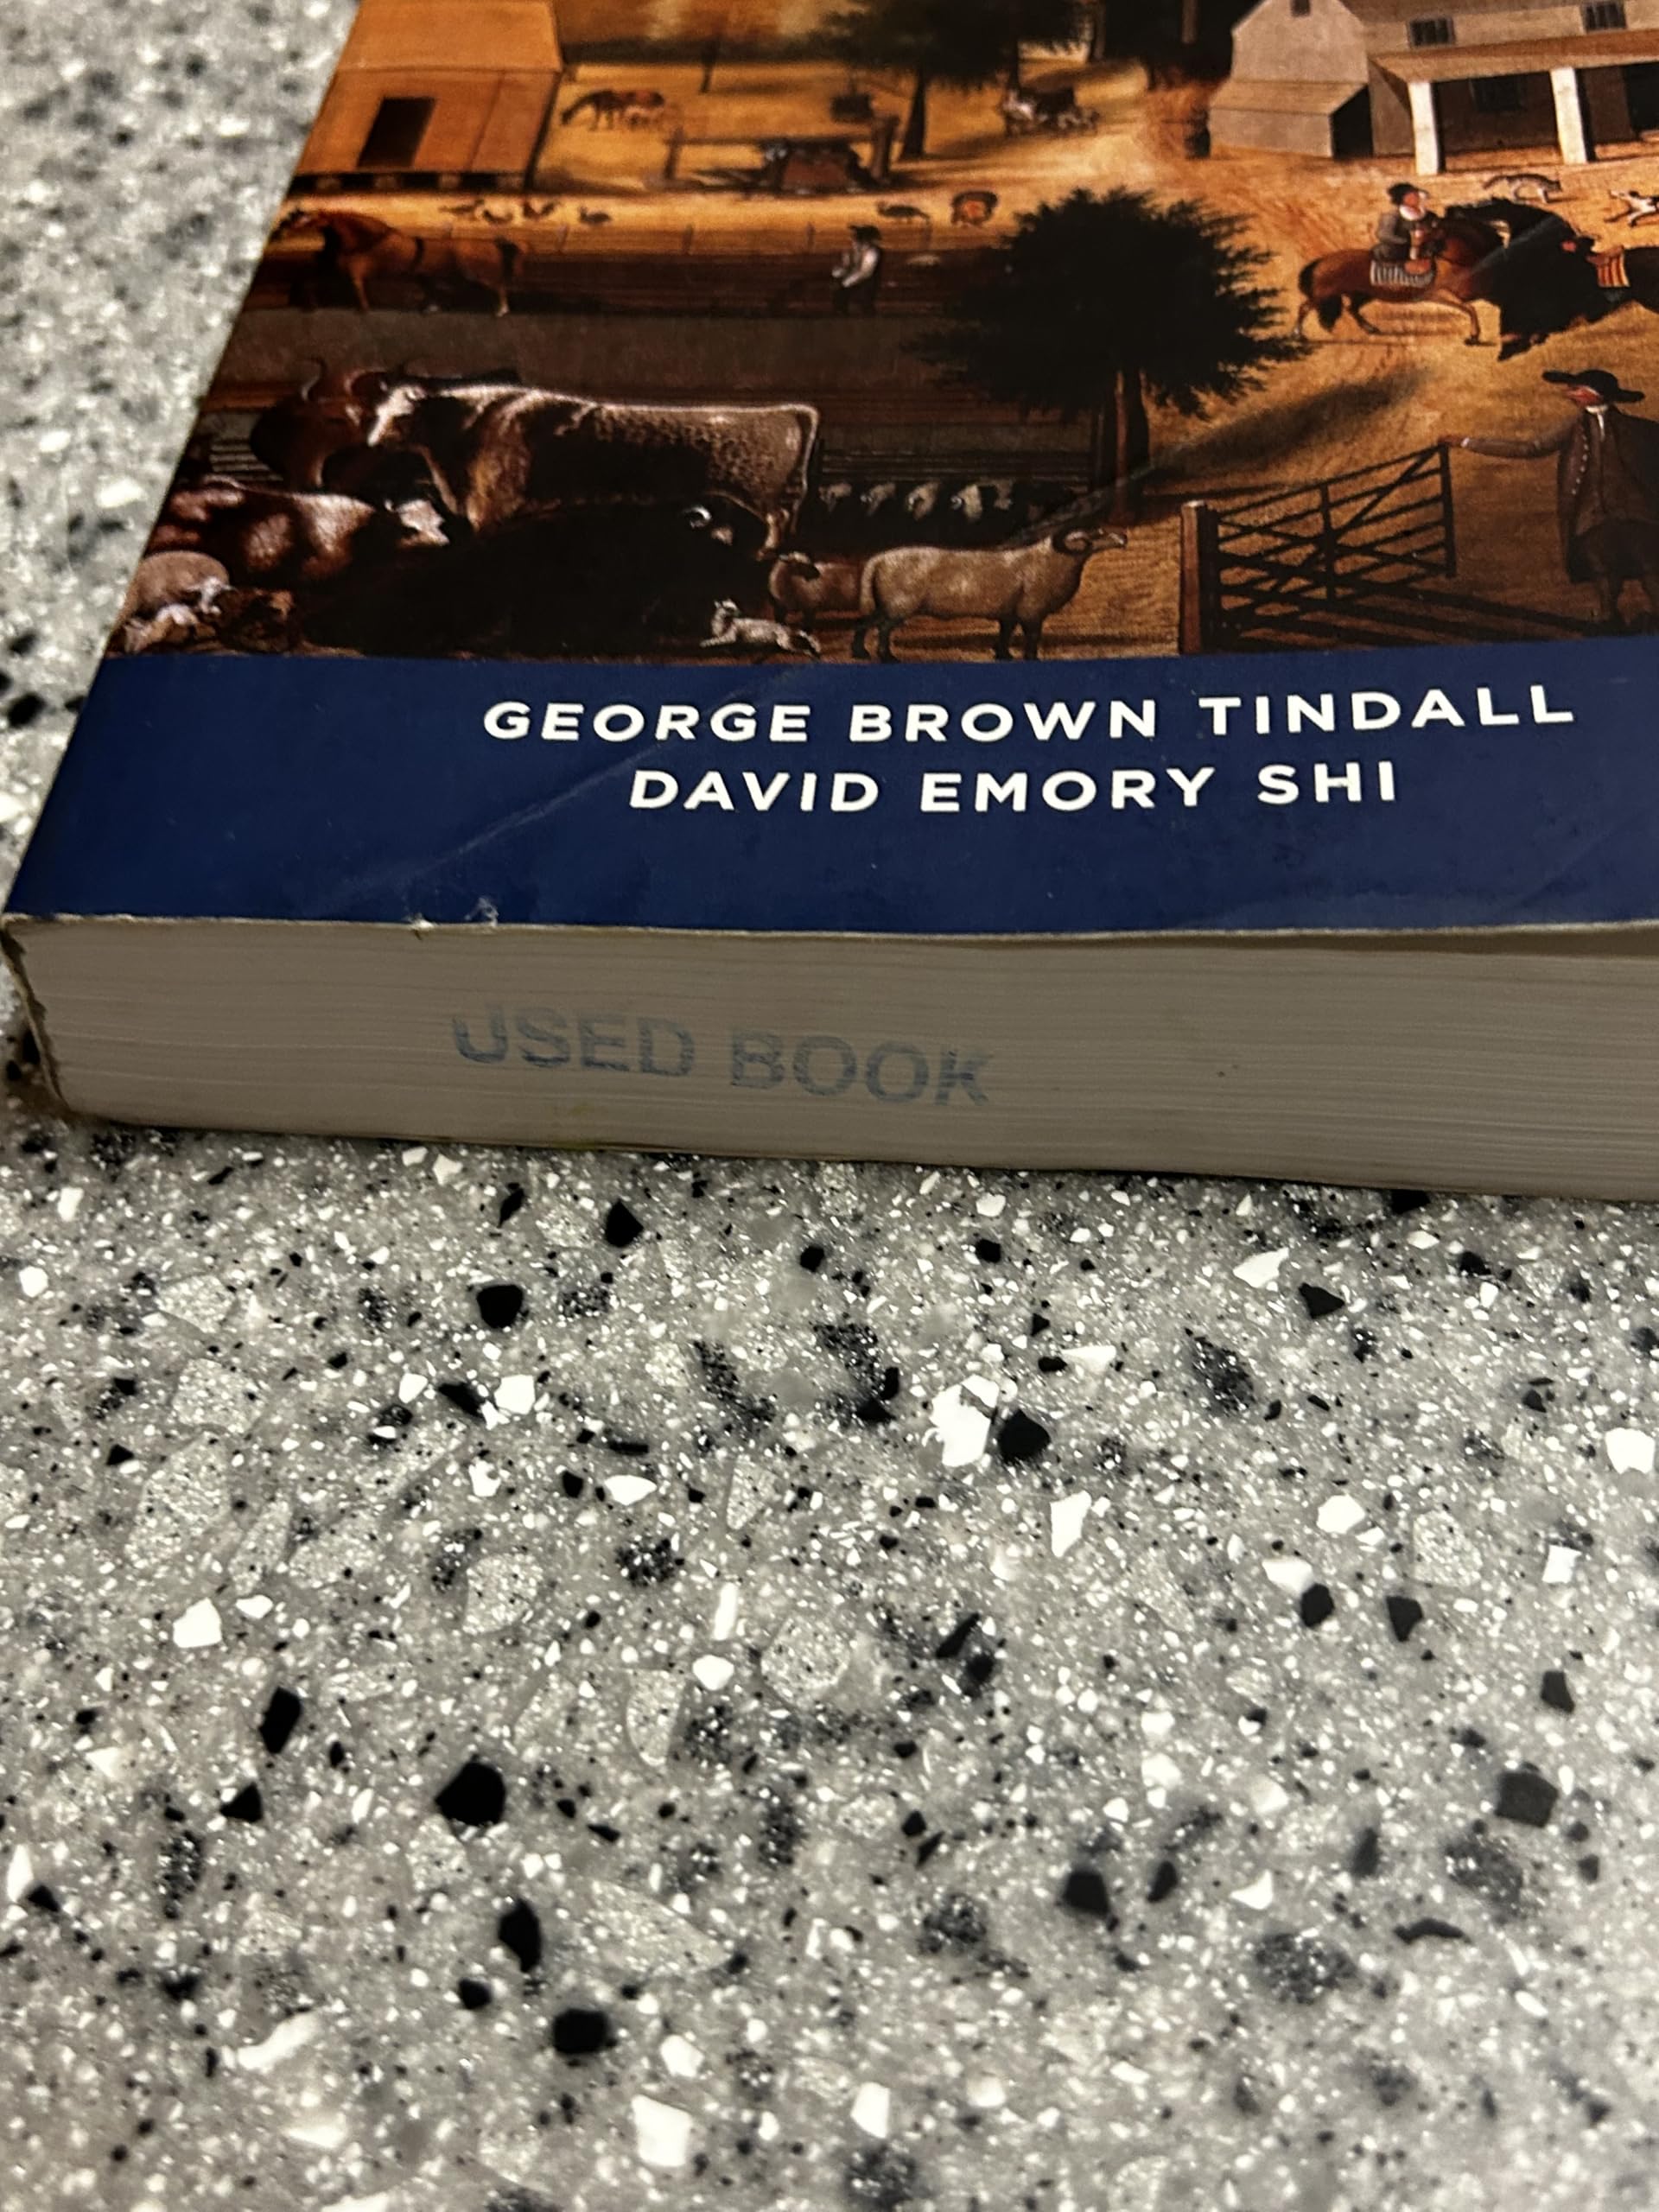 GEORGE BROWN TINDALL
DAVID EMORY SHI
USED BOOK